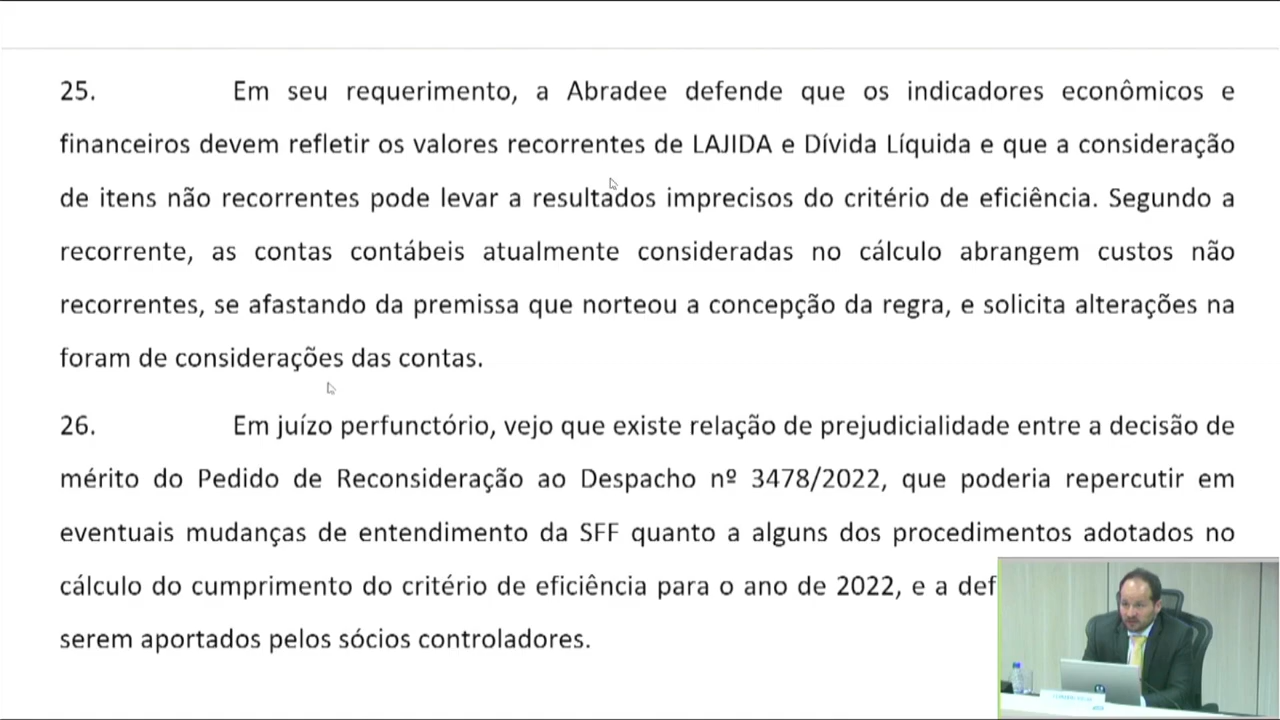 25. Em seu requerimento, a Abradee defende que os indicadores econômicos e
financeiros devem refletir os valores recorrentes de LAJIDA e Dívida Líquida e que a consideração
de itens não recorrentes pode levar a resultados imprecisos do critério de eficiência. Segundo a
recorrente, as contas contábeis atualmente consideradas no cálculo abrangem custos não
recorrentes, se afastando da premissa que norteou a concepção da regra, e solicita alterações na
foram de considerações das contas.
26. Em juízo perfunctório, vejo que existe relação de prejudicialidade entre a decisão de
mérito do Pedido de Reconsideração ao Despacho nº 3478/2022, que poderia repercutir em
eventuais mudanças de entendimento da SFF quanto a alguns dos procedimentos adotados no
cálculo do cumprimento do critério de eficiência para o ano de 2022, e a def
serem aportados pelos sócios controladores.